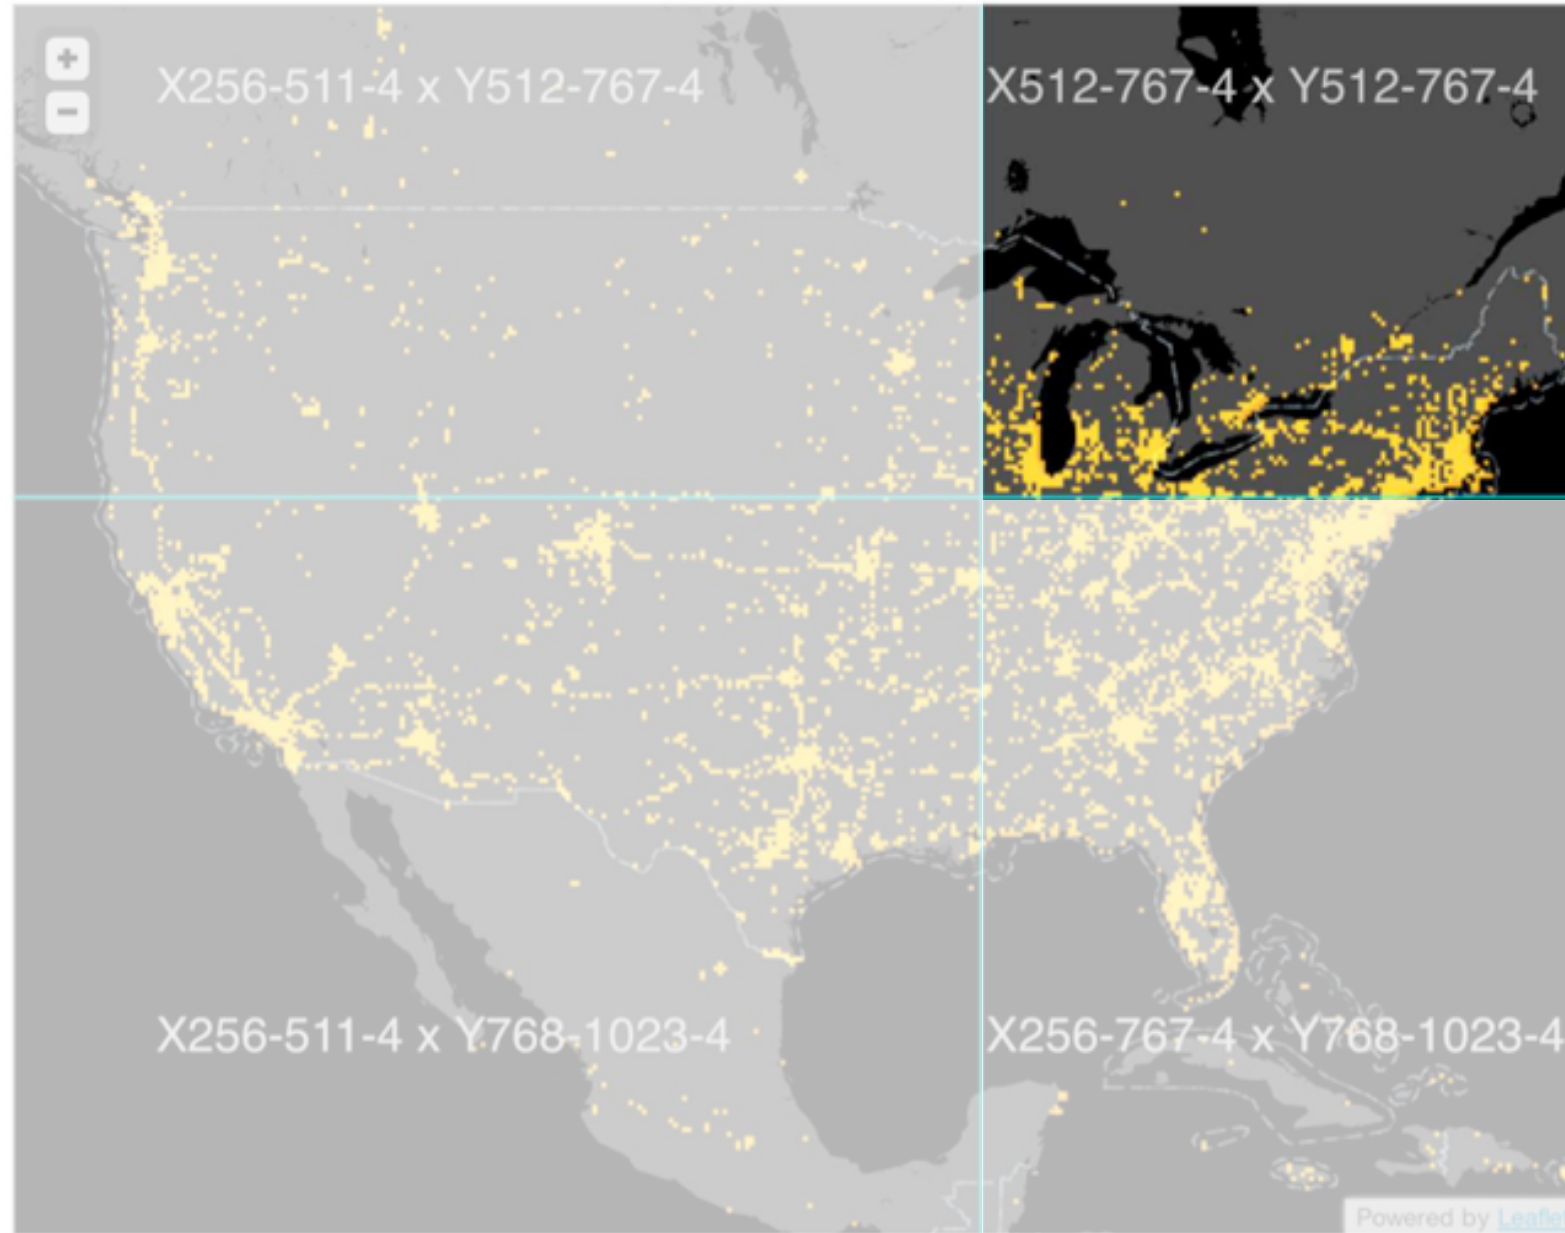 +
−
X256-511-4 x Y512-767-4
X512-767-4 x Y512-767-4
X256-511-4 x Y768-1023-4
X256-767-4 x Y768-1023-4
Powered by Leaflet